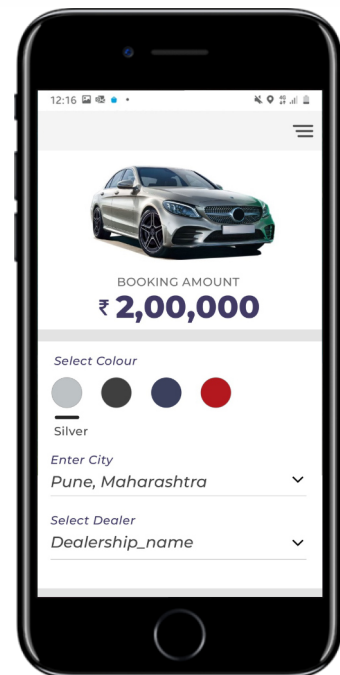 12:16
BOOKING AMOUNT
₹ 2,00,000
Select Colour
Silver
Enter City
Pune, Maharashtra
Select Dealer
Dealership_name